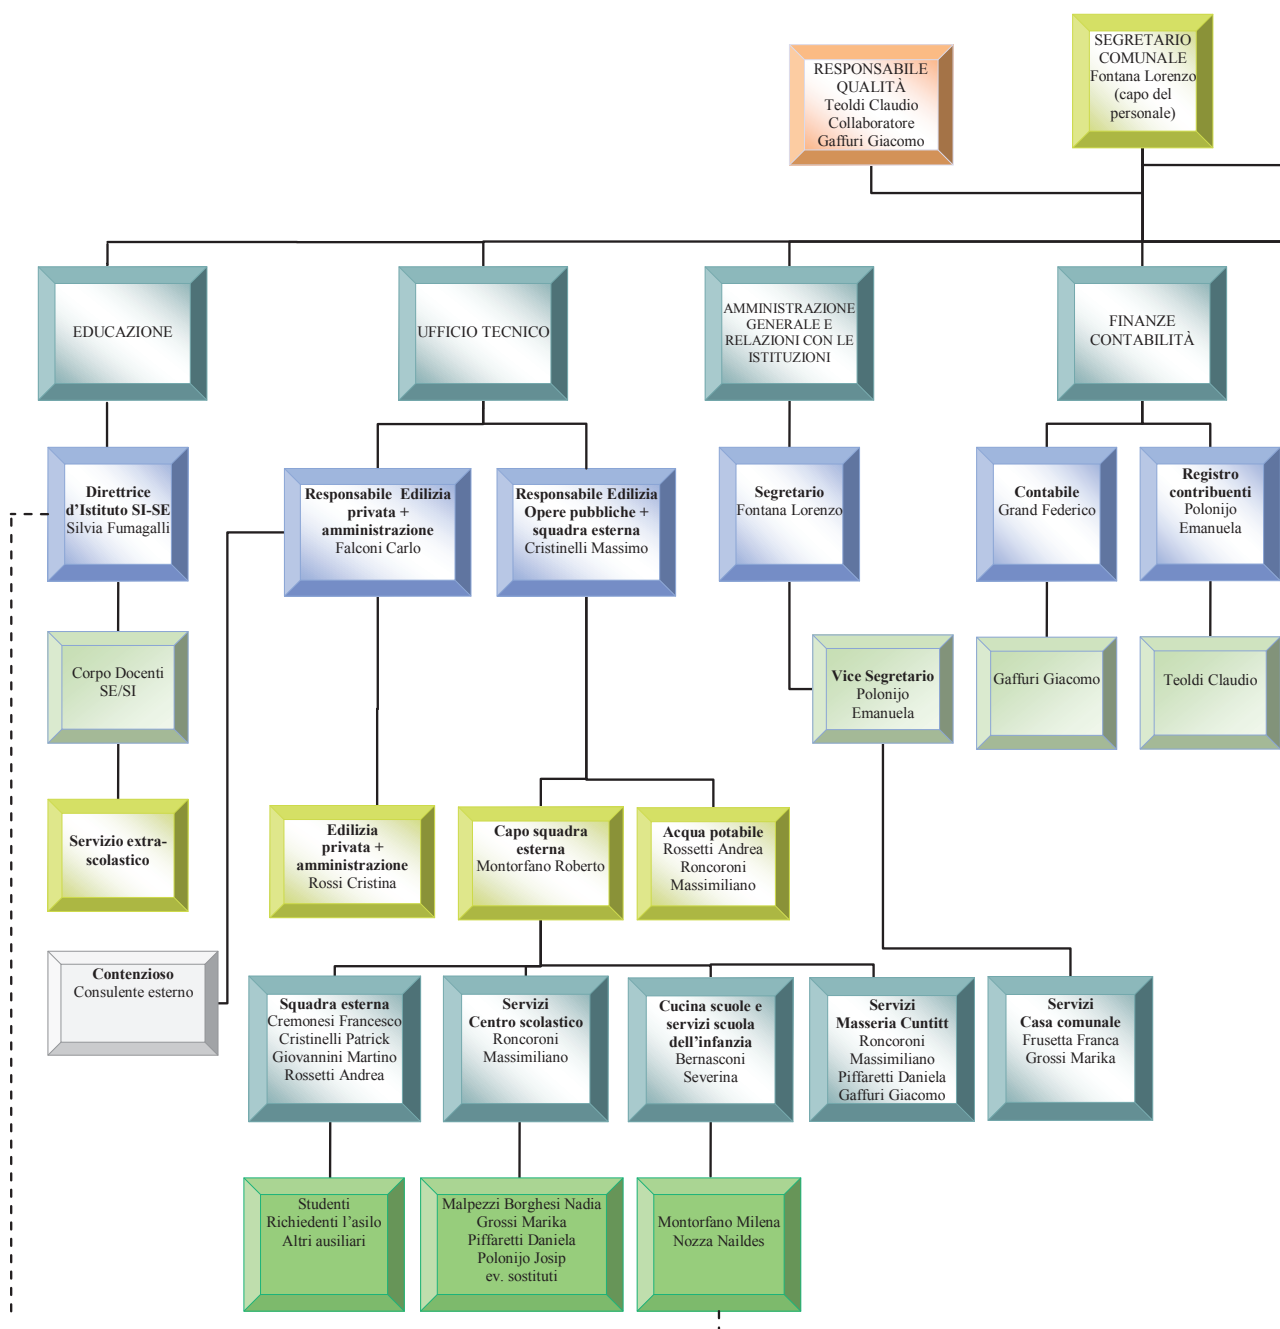 SEGRETARIO
COMUNALE
Fontana Lorenzo
(capo del
personale)
RESPONSABILE
QUALITÀ
Teoldi Claudio
Collaboratore
Gaffuri Giacomo
EDUCAZIONE
UFFICIO TECNICO
AMMINISTRAZIONE
GENERALE E
RELAZIONI CON LE
ISTITUZIONI
FINANZE
CONTABILITÀ
Direttrice
d’Istituto SI-SE
Silvia Fumagalli
Responsabile Edilizia
privata +
amministrazione
Falconi Carlo
Responsabile Edilizia
Opere pubbliche +
squadra esterna
Cristinelli Massimo
Segretario
Fontana Lorenzo
Contabile
Grand Federico
Registro
contribuenti
Polonijo
Emanuela
Corpo Docenti
SE/SI
Vice Segretario
Polonijo
Emanuela
Gaffuri Giacomo
Teoldi Claudio
Servizio extra-
scolastico
Edilizia
privata +
amministrazione
Rossi Cristina
Capo squadra
esterna
Montorfano Roberto
Acqua potabile
Rossetti Andrea
Roncoroni
Massimiliano
Contenzioso
Consulente esterno
Squadra esterna
Cremonesi Francesco
Cristinelli Patrick
Giovannini Martino
Rossetti Andrea
Servizi
Centro scolastico
Roncoroni
Massimiliano
Cucina scuole e
servizi scuola
dell’infanzia
Bernasconi
Severina
Servizi
Masseria Cuntitt
Roncoroni
Massimiliano
Piffaretti Daniela
Gaffuri Giacomo
Servizi
Casa comunale
Frusetta Franca
Grossi Marika
Studenti
Richiedenti l’asilo
Altri ausiliari
Malpezzi Borghesi Nadia
Grossi Marika
Piffaretti Daniela
Polonijo Josip
ev. sostituti
Montorfano Milena
Nozza Naildes